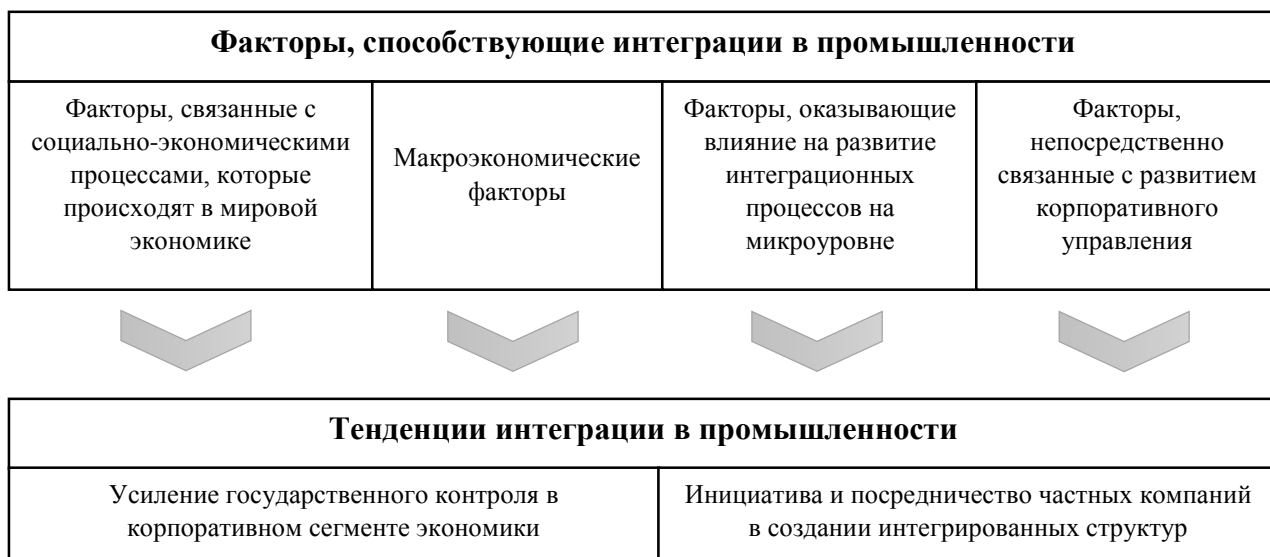 Факторы, способствующие интеграции в промышленности
Факторы, связанные с
социально-экономическими
процессами, которые
происходят в мировой
экономике
Макроэкономические
факторы
Факторы, оказывающие
влияние на развитие
интеграционных
процессов на
микроуровне
Факторы,
непосредственно
связанные с развитием
корпоративного
управления
Тенденции интеграции в промышленности
Усиление государственного контроля в
корпоративном сегменте экономики
Инициатива и посредничество частных компаний
в создании интегрированных структур